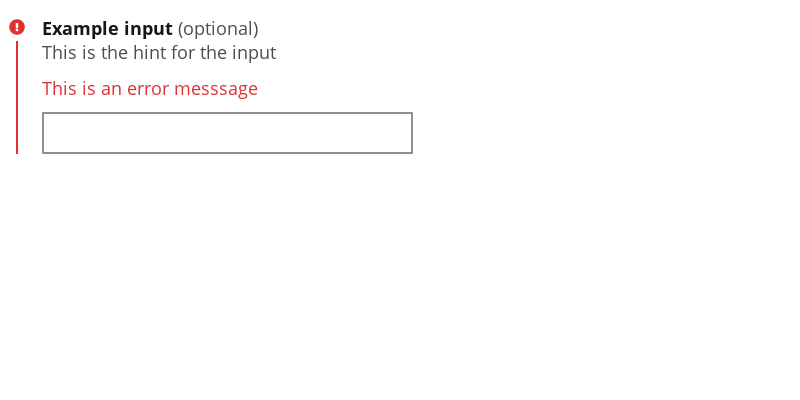 Example input (optional)
This is the hint for the input
This is an error messsage